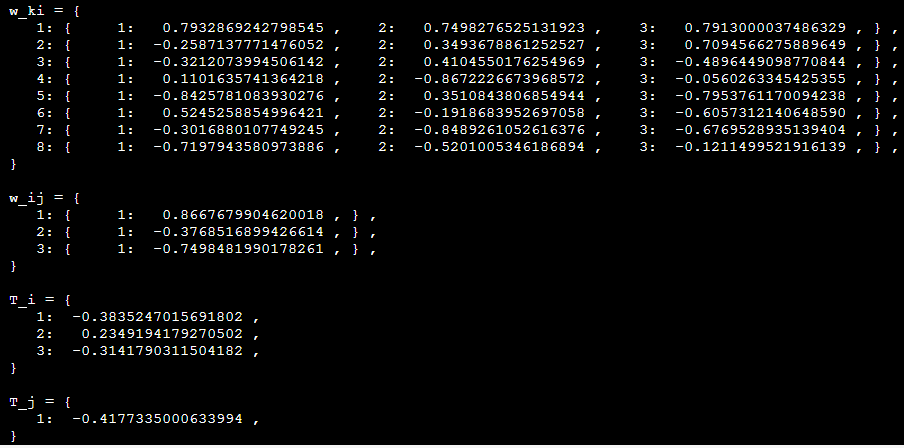 w_ki = {
1: { 1: 0.7932869242798545 , 2: 0.7498276525131923 , 3: 0.7913000037486329 , } ,
2: { 1: -0.2587137771476052 , 2: 0.3493678861252527 , 3: 0.7094566275889649 , } ,
3: { 1: -0.3212073994506142 , 2: 0.4104550176254969 , 3: -0.4896449098770844 , } ,
4: { 1: 0.1101635741364218 , 2: -0.8672226673968572 , 3: -0.0560263345425355 , } ,
5: { 1: -0.8425781083930276 , 2: 0.3510843806854944 , 3: -0.7953761170094238 , } ,
6: { 1: 0.5245258854996421 , 2: -0.1918683952697058 , 3: -0.6057312140648590 , } ,
7: { 1: -0.3016880107749245 , 2: -0.8489261052616376 , 3: -0.6769528935139404 , } ,
8: { 1: -0.7197943580973886 , 2: -0.5201005346186894 , 3: -0.1211499521916139 , } ,
}
w_ij = {
1: { 1: 0.8667679904620018 , } ,
2: { 1: -0.3768516899426614 , } ,
3: { 1: -0.7498481990178261 , } ,
}
T_i = {
1: -0.3835247015691802 ,
2: 0.2349194179270502 ,
3: -0.3141790311504182 ,
}
T_j = {
1: -0.4177335000633994 ,
}